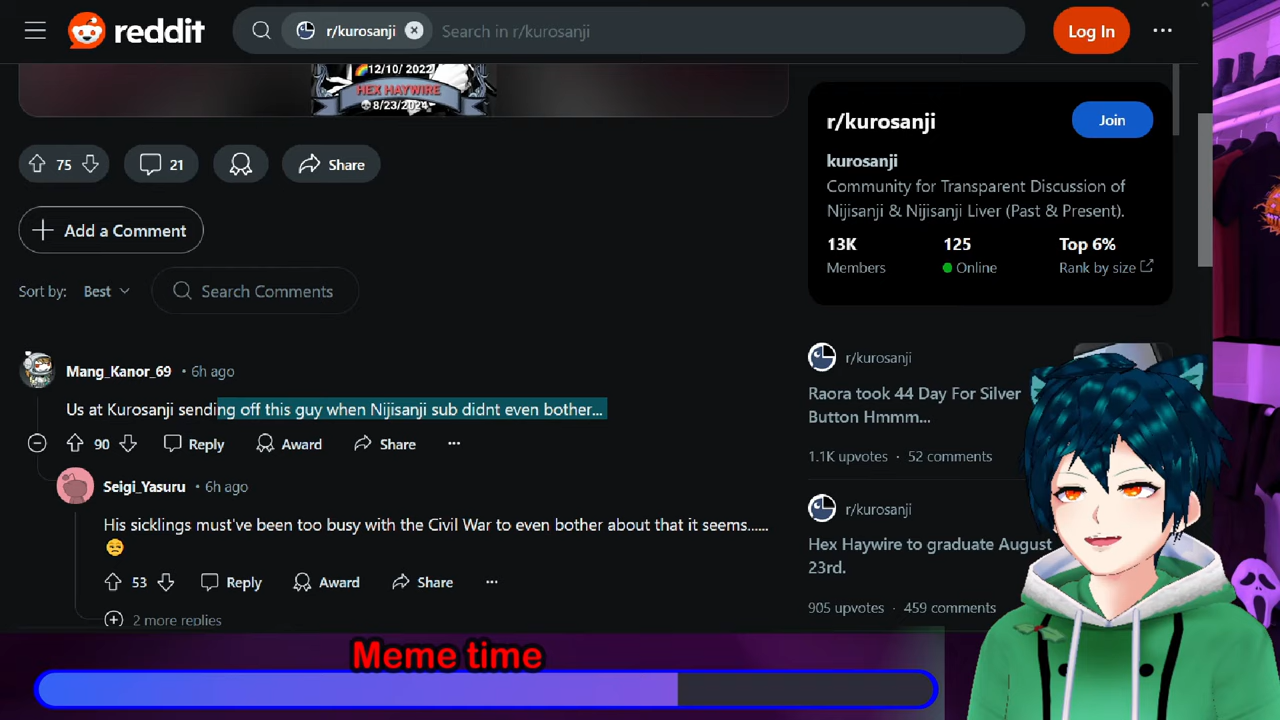 reddit
r/kurosanji
Search in r/kurosanji
Log In
🌈12/10/ 2022
HEX HAYWIRE
💀8/23/2024
75
21
Share
Add a Comment
Sort by: Best
Search Comments
Mang_Kanor_69 • 6h ago
Us at Kurosanji sending off this guy when Nijisanji sub didnt even bother...
90 Reply Award Share ...
Seigi_Yasuru • 6h ago
His sicklings must've been too busy with the Civil War to even bother about that it seems...... 😒
53 Reply Award Share ...
2 more replies
r/kurosanji
Join
kurosanji
Community for Transparent Discussion of
Nijisanji & Nijisanji Liver (Past & Present).
13K 125 Top 6%
Members Online Rank by size
r/kurosanji
Raora took 44 Day For Silver
Button Hmmm...
1.1K upvotes • 52 comments
r/kurosanji
Hex Haywire to graduate August
23rd.
905 upvotes • 459 comments
Meme time